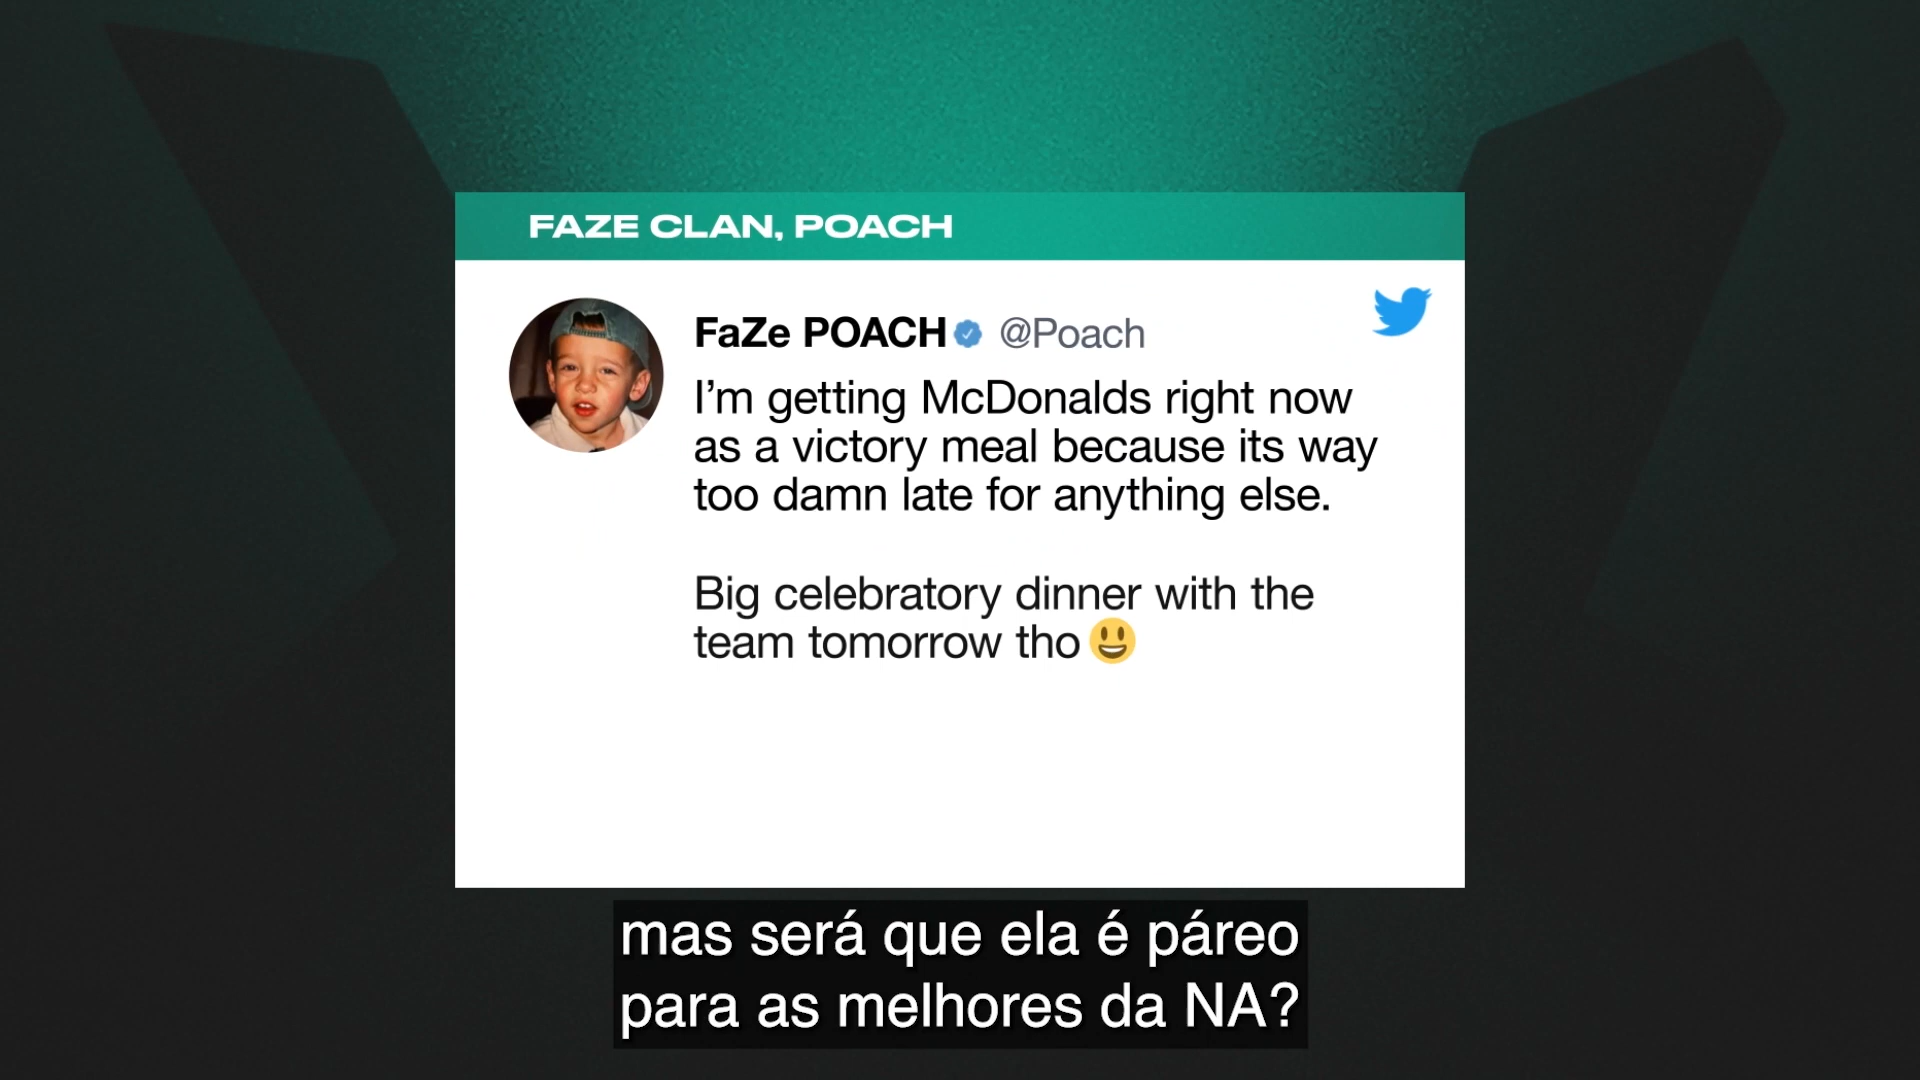 FAZE CLAN, POACH
FaZe POACH @Poach
I’m getting McDonalds right now
as a victory meal because its way
too damn late for anything else.
Big celebratory dinner with the
team tomorrow tho 😃
mas será que ela é páreo
para as melhores da NA?